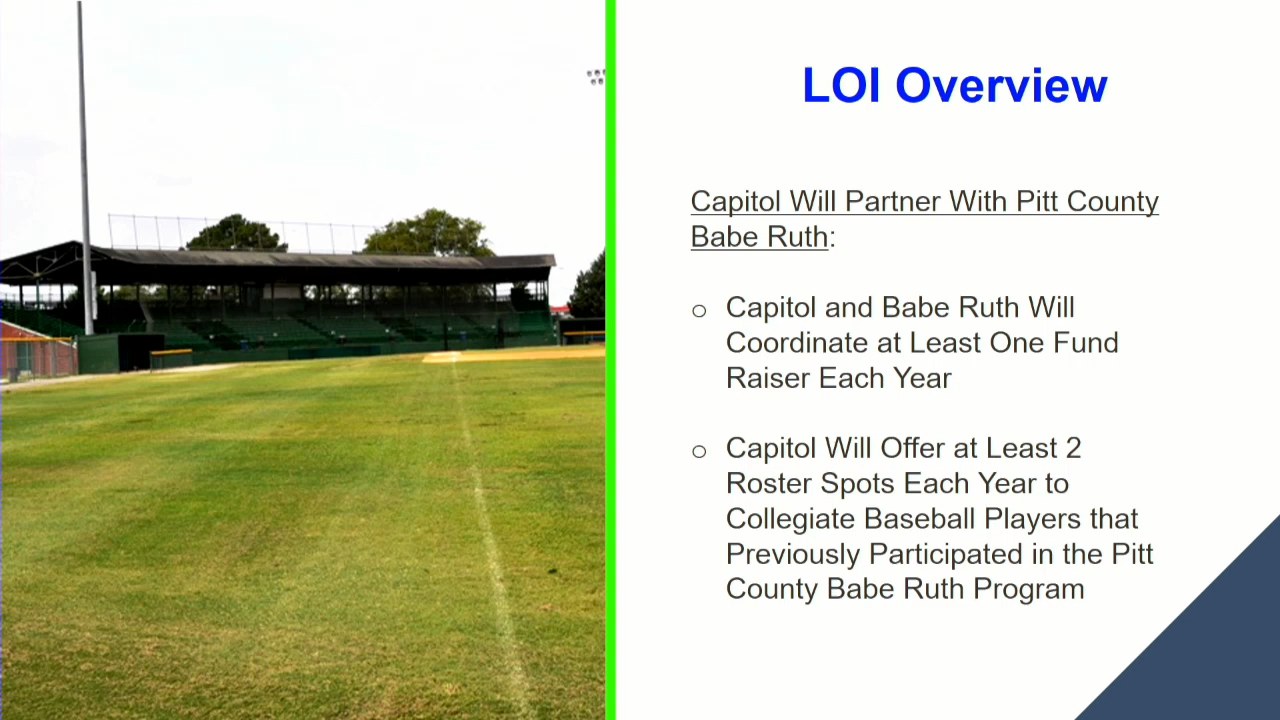 LOI Overview
Capitol Will Partner With Pitt County
Babe Ruth:
o Capitol and Babe Ruth Will
Coordinate at Least One Fund
Raiser Each Year
o Capitol Will Offer at Least 2
Roster Spots Each Year to
Collegiate Baseball Players that
Previously Participated in the Pitt
County Babe Ruth Program